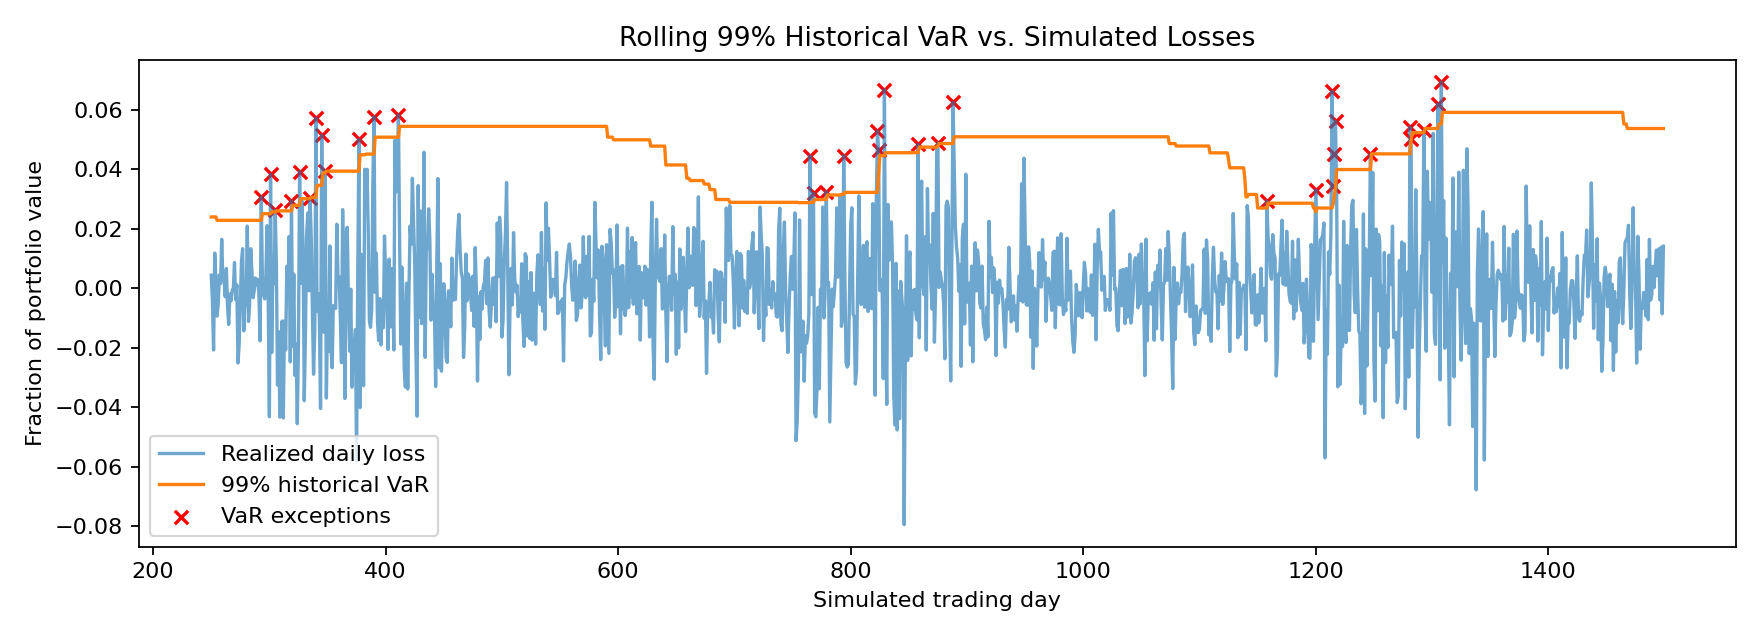 Rolling 99% Historical VaR vs. Simulated Losses
Fraction of portfolio value
0.06
0.04
0.02
0.00
−0.02
−0.04
−0.06
−0.08
Realized daily loss
99% historical VaR
VaR exceptions
200 400 600 800 1000 1200 1400
Simulated trading day